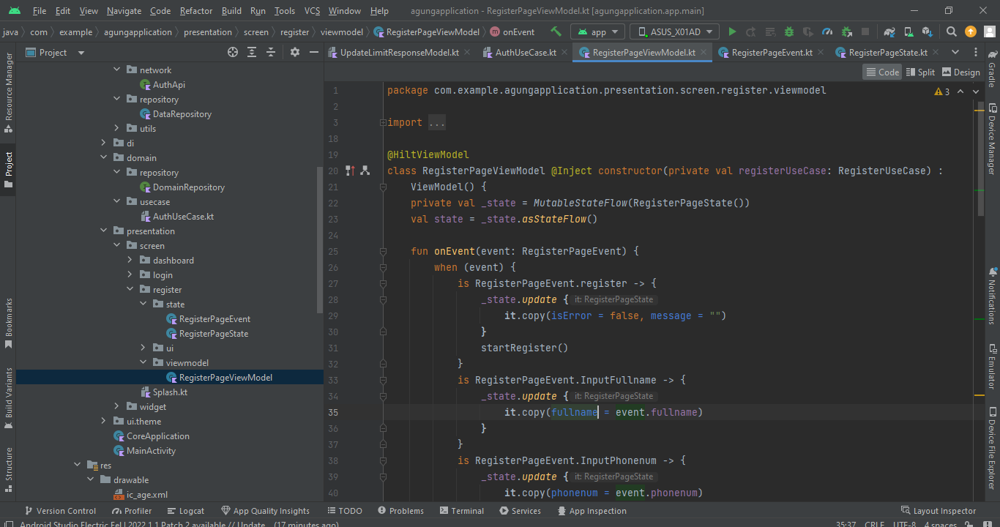 File Edit View Navigate Code Refactor Build Run Tools VCS Window Help agungapplication - RegisterPageViewModel.kt [agungapplication.app.main]
java com example agungapplication presentation screen register viewmodel RegisterPageViewModel onEvent app ASUS_X01AD
Project UpdateLimitResponseModel.kt AuthUseCase.kt RegisterPageViewModel.kt RegisterPageEvent.kt RegisterPageState.kt
Code Split Design
Resource Manager
Project
Bookmarks
Build Variants
Structure
network
AuthApi
repository
DataRepository
utils
di
domain
repository
DomainRepository
usecase
AuthUseCase.kt
presentation
screen
dashboard
login
register
state
RegisterPageEvent
RegisterPageState
ui
viewmodel
RegisterPageViewModel
Splash.kt
widget
ui.theme
CoreApplication
MainActivity
res
drawable
ic_age.xml
1 package com.example.agungapplication.presentation.screen.register.viewmodel 3
2
3 import ...
18
19 @HiltViewModel
20 class RegisterPageViewModel @Inject constructor(private val registerUseCase: RegisterUseCase) :
21 ViewModel() {
22 private val _state = MutableStateFlow(RegisterPageState())
23 val state = _state.asStateFlow()
24
25 fun onEvent(event: RegisterPageEvent) {
26 when (event) {
27 is RegisterPageEvent.register -> {
28 _state.update { it: RegisterPageState
29 it.copy(isError = false, message = "")
30 }
31 startRegister()
32 }
33 is RegisterPageEvent.InputFullname -> {
34 _state.update { it: RegisterPageState
35 it.copy(fullname = event.fullname)
36 }
37 }
38 is RegisterPageEvent.InputPhonenum -> {
39 _state.update { it: RegisterPageState
40 it.copy(phonenum = event.phonenum)
Gradle
Device Manager
Notifications
Emulator
Device File Explorer
Version Control Profiler Logcat App Quality Insights TODO Problems Terminal Services App Inspection Layout Inspector
Android Studio Electric Eel | 2022.1.1 Patch 2 available // Update... (17 minutes ago) 35:37 CRLF UTF-8 4 spaces